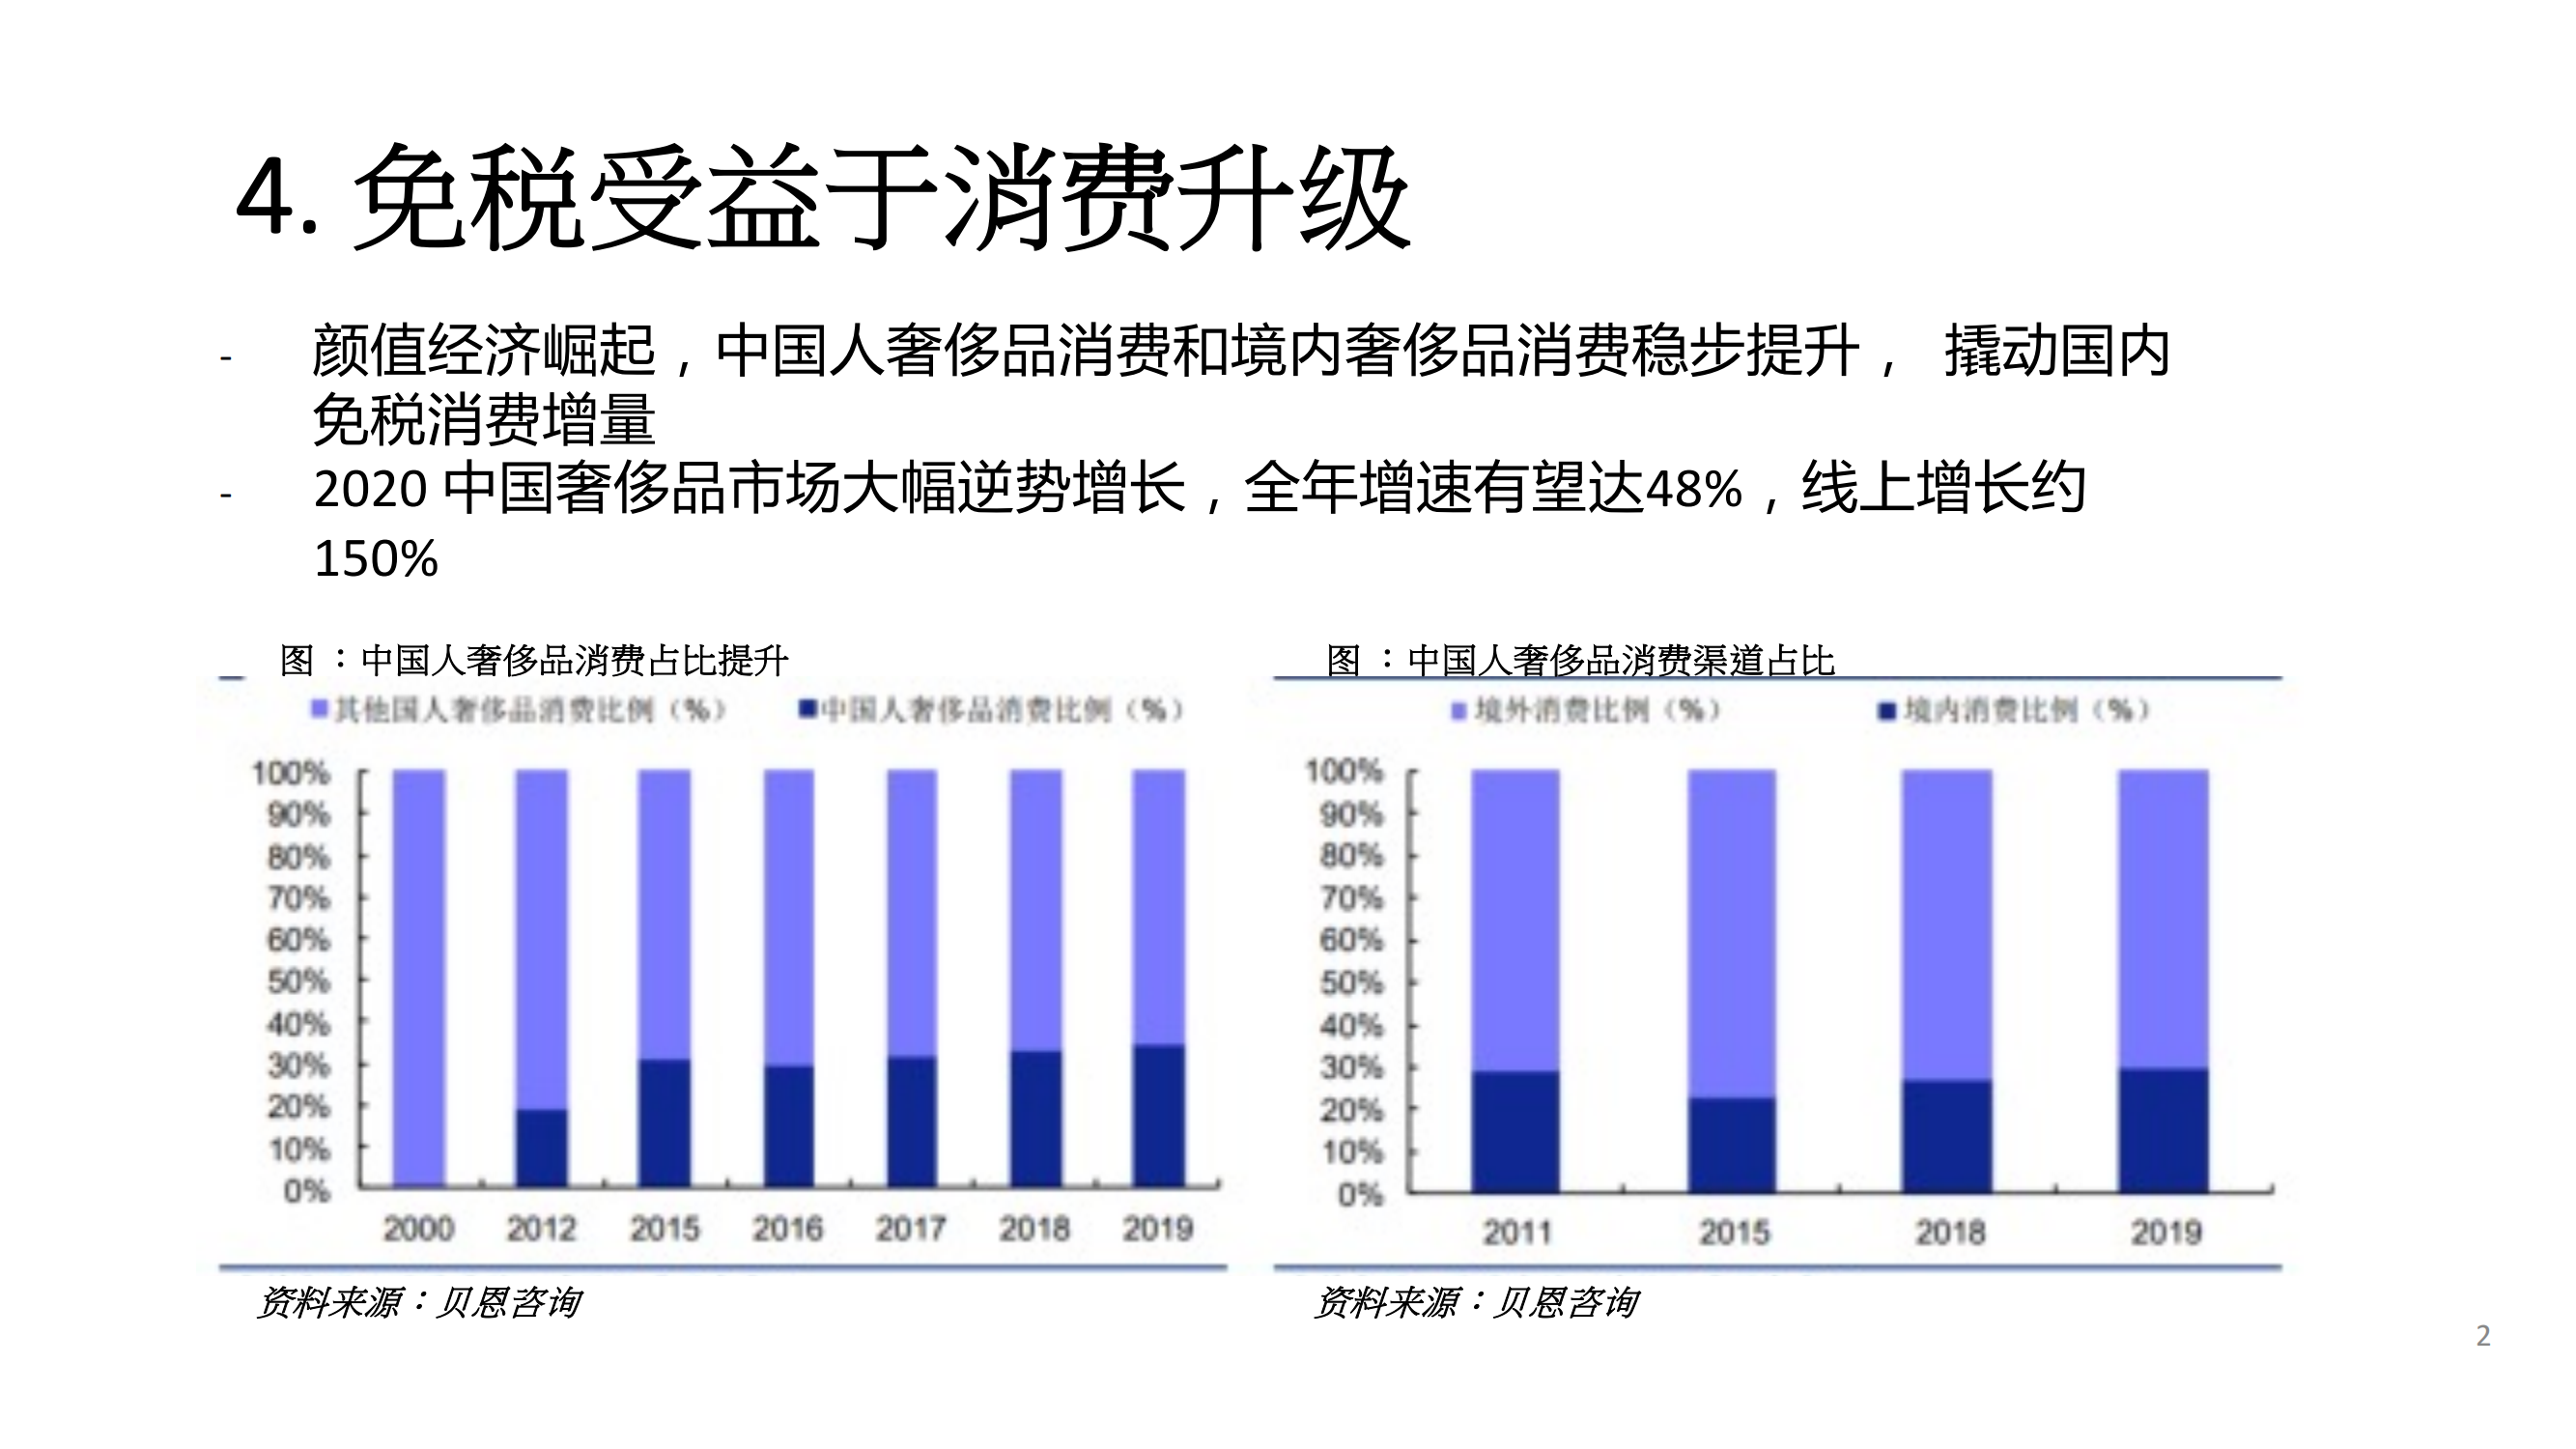 4. 免税受益于消费升级
- 颜值经济崛起，中国人奢侈品消费和境内奢侈品消费稳步提升， 撬动国内
免税消费增量
- 2020 中国奢侈品市场大幅逆势增长，全年增速有望达48%，线上增长约
150%
图 ：中国人奢侈品消费占比提升
其他国人奢侈品消费比例（%） 中国人奢侈品消费比例（%）
100%
90%
80%
70%
60%
50%
40%
30%
20%
10%
0%
2000 2012 2015 2016 2017 2018 2019
资料来源：贝恩咨询
图 ：中国人奢侈品消费渠道占比
境外消费比例（%） 境内消费比例（%）
100%
90%
80%
70%
60%
50%
40%
30%
20%
10%
0%
2011 2015 2018 2019
资料来源：贝恩咨询
2